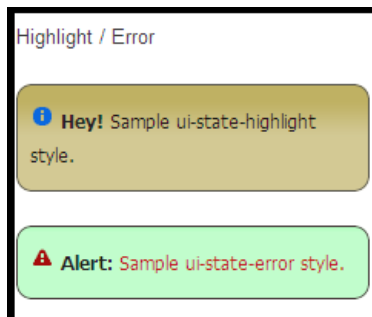 Highlight / Error
Hey! Sample ui-state-highlight
style.
Alert: Sample ui-state-error style.